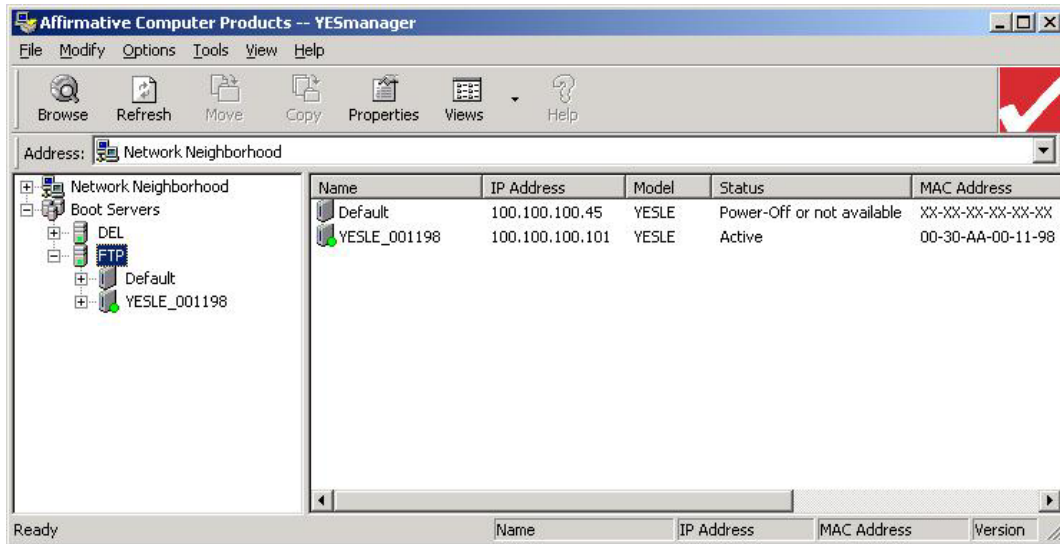 Affirmative Computer Products -- YESmanager
File Modify Options Tools View Help
Browse Refresh Move Copy Properties Views Help
Address: Network Neighborhood
Network Neighborhood
Boot Servers
DEL
FTP
Default
YESLE_001198
Name IP Address Model Status MAC Address
Default 100.100.100.45 YESLE Power-Off or not available XX-XX-XX-XX-XX-XX
YESLE_001198 100.100.100.101 YESLE Active 00-30-AA-00-11-98
Ready Name IP Address MAC Address Version